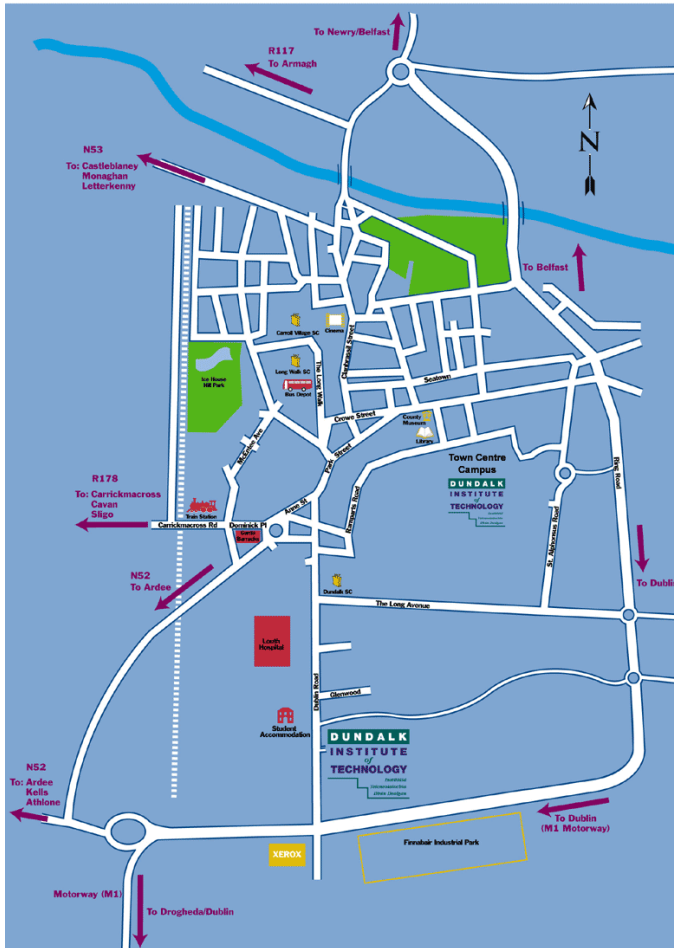 To Newry/Belfast
R117
To Armagh
N
N53
To: Castleblaney
Monaghan
Letterkenny
To Belfast
Carroll Village SC
Cinema
Clanbrassil Street
Long Walk SC
Ice House
Hill Park
Bus Depot
The Long Walk
Seatown
Crowe Street
County
Museum
Library
McEntee Ave
Park Street
Town Centre
Campus
DUNDALK
INSTITUTE
of
TECHNOLOGY
Ring Road
R178
To: Carrickmacross
Cavan
Sligo
Train Station
Anne St
Ramparts Road
St. Alphonsus Road
Carrickmacross Rd
Dominick Pl
Garda
Barracks
N52
To Ardee
Dundalk SC
To Dublin
The Long Avenue
Louth
Hospital
Dublin Road
Glenwood
Student
Accommodation
DUNDALK
INSTITUTE
of
TECHNOLOGY
N52
To: Ardee
Kells
Athlone
To Dublin
(M1 Motorway)
XEROX
Finnabair Industrial Park
Motorway (M1)
To Drogheda/Dublin